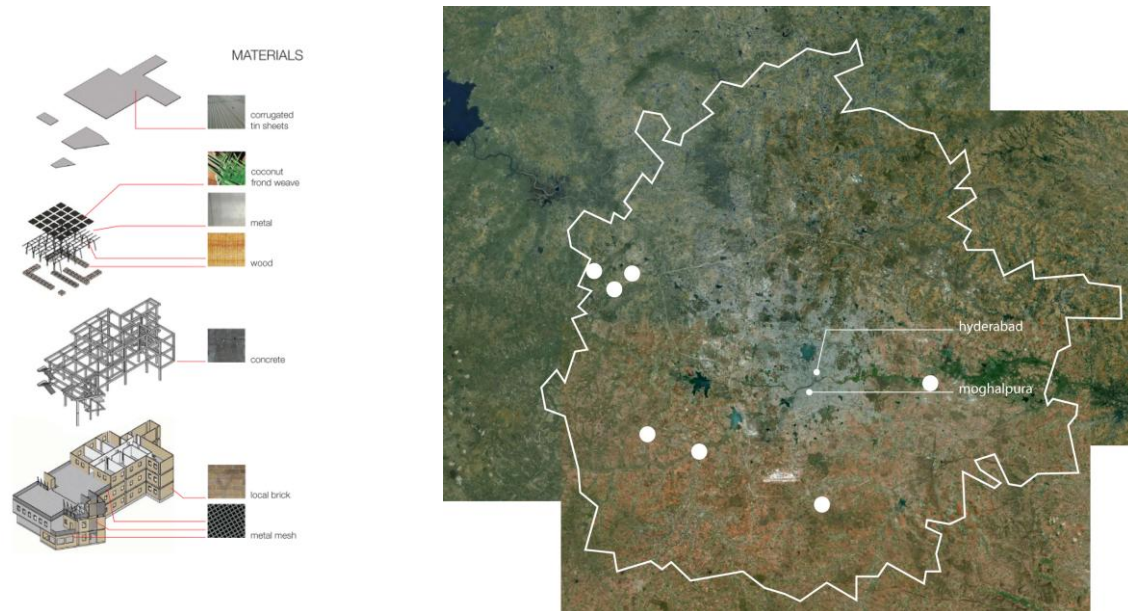 MATERIALS
corrugated
tin sheets
coconut
frond weave
metal
wood
concrete
local brick
metal mesh
hyderabad
moghalpura